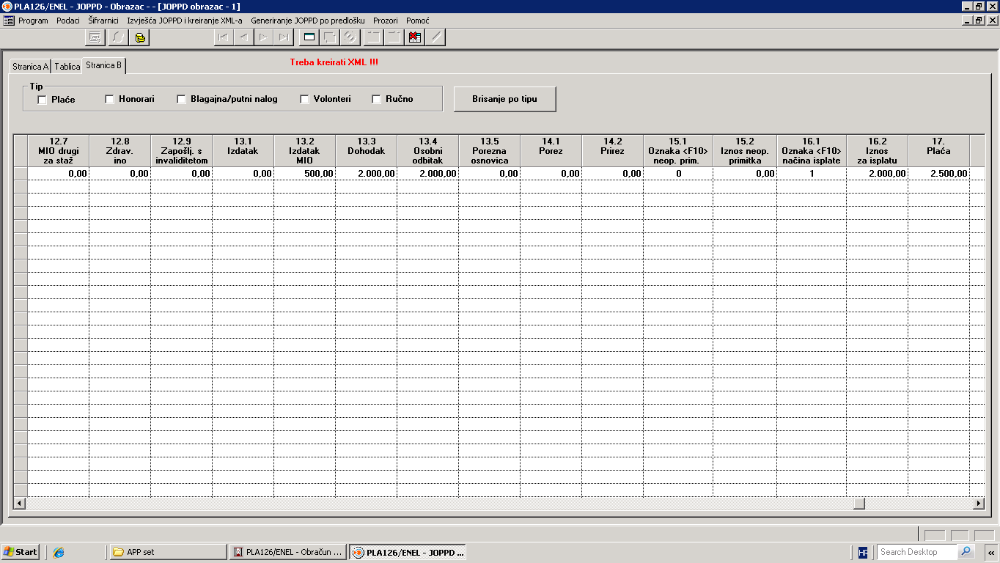 PLA126/ENEL - JOPPD - Obrazac - - [JOPPD obrazac - 1]
Program Podaci Šifrarnici Izvješća JOPPD i kreiranje XML-a Generiranje JOPPD po predlošku Prozori Pomoć
Stranica A Tablica Stranica B
Treba kreirati XML !!!
Tip
Plaće Honorari Blagajna/putni nalog Volonteri Ručno
Brisanje po tipu
12.7 12.8 12.9 13.1 13.2 13.3 13.4 13.5 14.1 14.2 15.1 15.2 16.1 16.2 17.
MIO drugi Zdrav. Zapošlj. s Izdatak Izdatak Dohodak Osobni Porezna Porez Prirez Oznaka <F10> Iznos neop. Oznaka <F10> Iznos Plaća
za staž ino invaliditetom MIO odbitak osnovica neop. prim. primitka načina isplate za isplatu
0,00 0,00 0,00 0,00 500,00 2.000,00 2.000,00 0,00 0,00 0,00 0 0,00 1 2.000,00 2.500,00
Start APP set PLA126/ENEL - Obračun ... PLA126/ENEL - JOPPD ... HR Search Desktop «